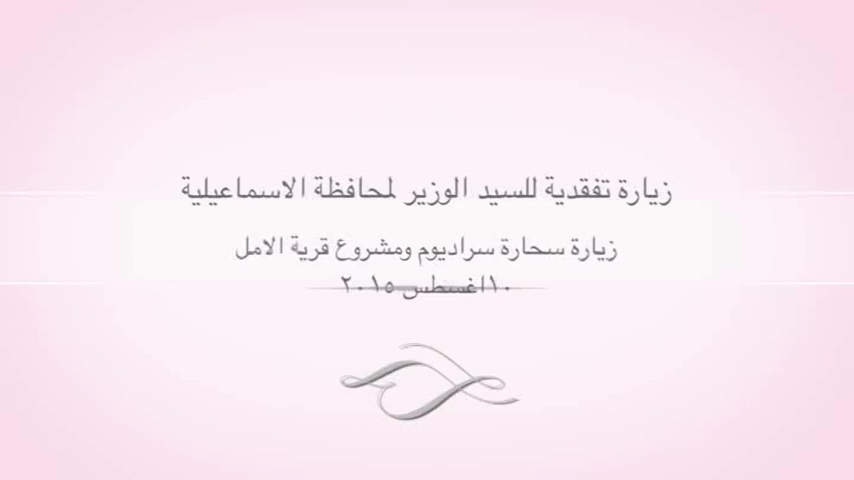 زيارة تفقدية للسيد الوزير لمحافظة الاسماعيلية
زيارة سحارة سراديوم ومشروع قرية الامل
١٠اغسطس ٢٠١٥